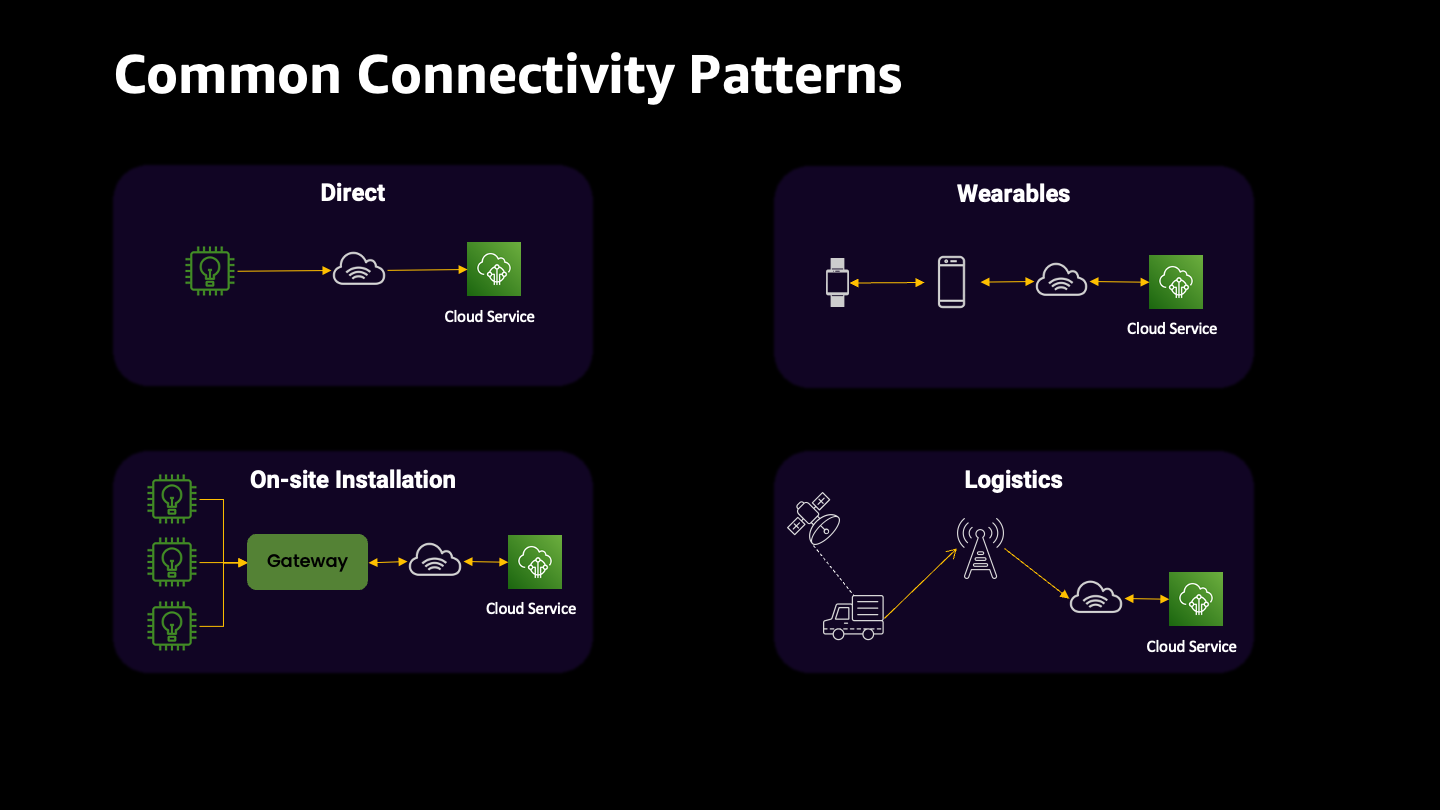 Common Connectivity Patterns
Direct
Cloud Service
Wearables
Cloud Service
On-site Installation
Gateway
Cloud Service
Logistics
Cloud Service